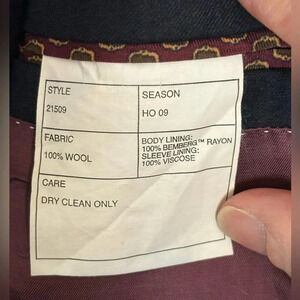 STYLE
21509
SEASON
HO 09
FABRIC
100% WOOL
BODY LINING:
100% BEMBERG™ RAYON
SLEEVE LINING:
100% VISCOSE
CARE
DRY CLEAN ONLY